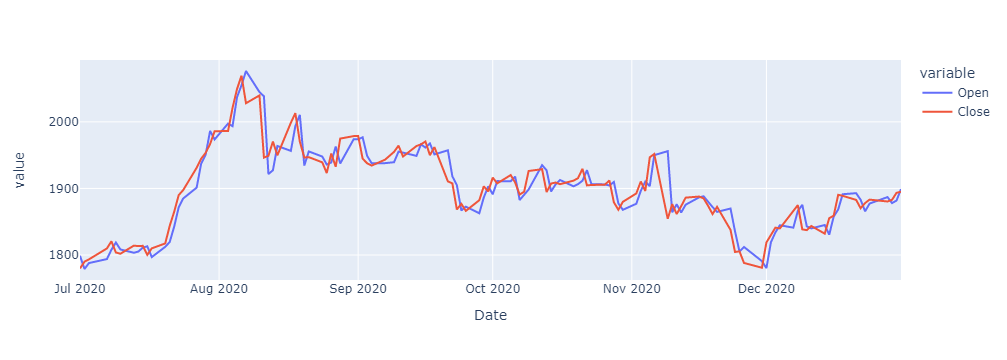 variable
Open
Close
value
2000
1900
1800
Jul 2020
Aug 2020
Sep 2020
Oct 2020
Nov 2020
Dec 2020
Date